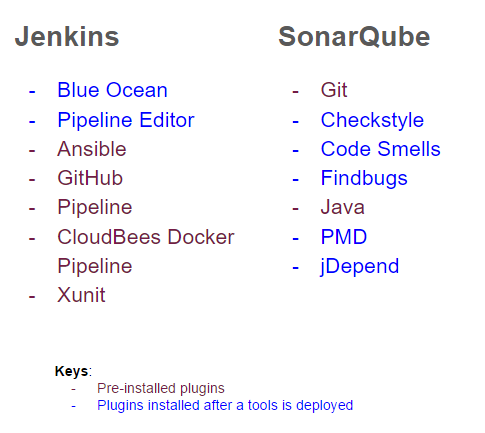 Jenkins
- Blue Ocean
- Pipeline Editor
- Ansible
- GitHub
- Pipeline
- CloudBees Docker
Pipeline
- Xunit
SonarQube
- Git
- Checkstyle
- Code Smells
- Findbugs
- Java
- PMD
- jDepend
Keys:
- Pre-installed plugins
- Plugins installed after a tools is deployed